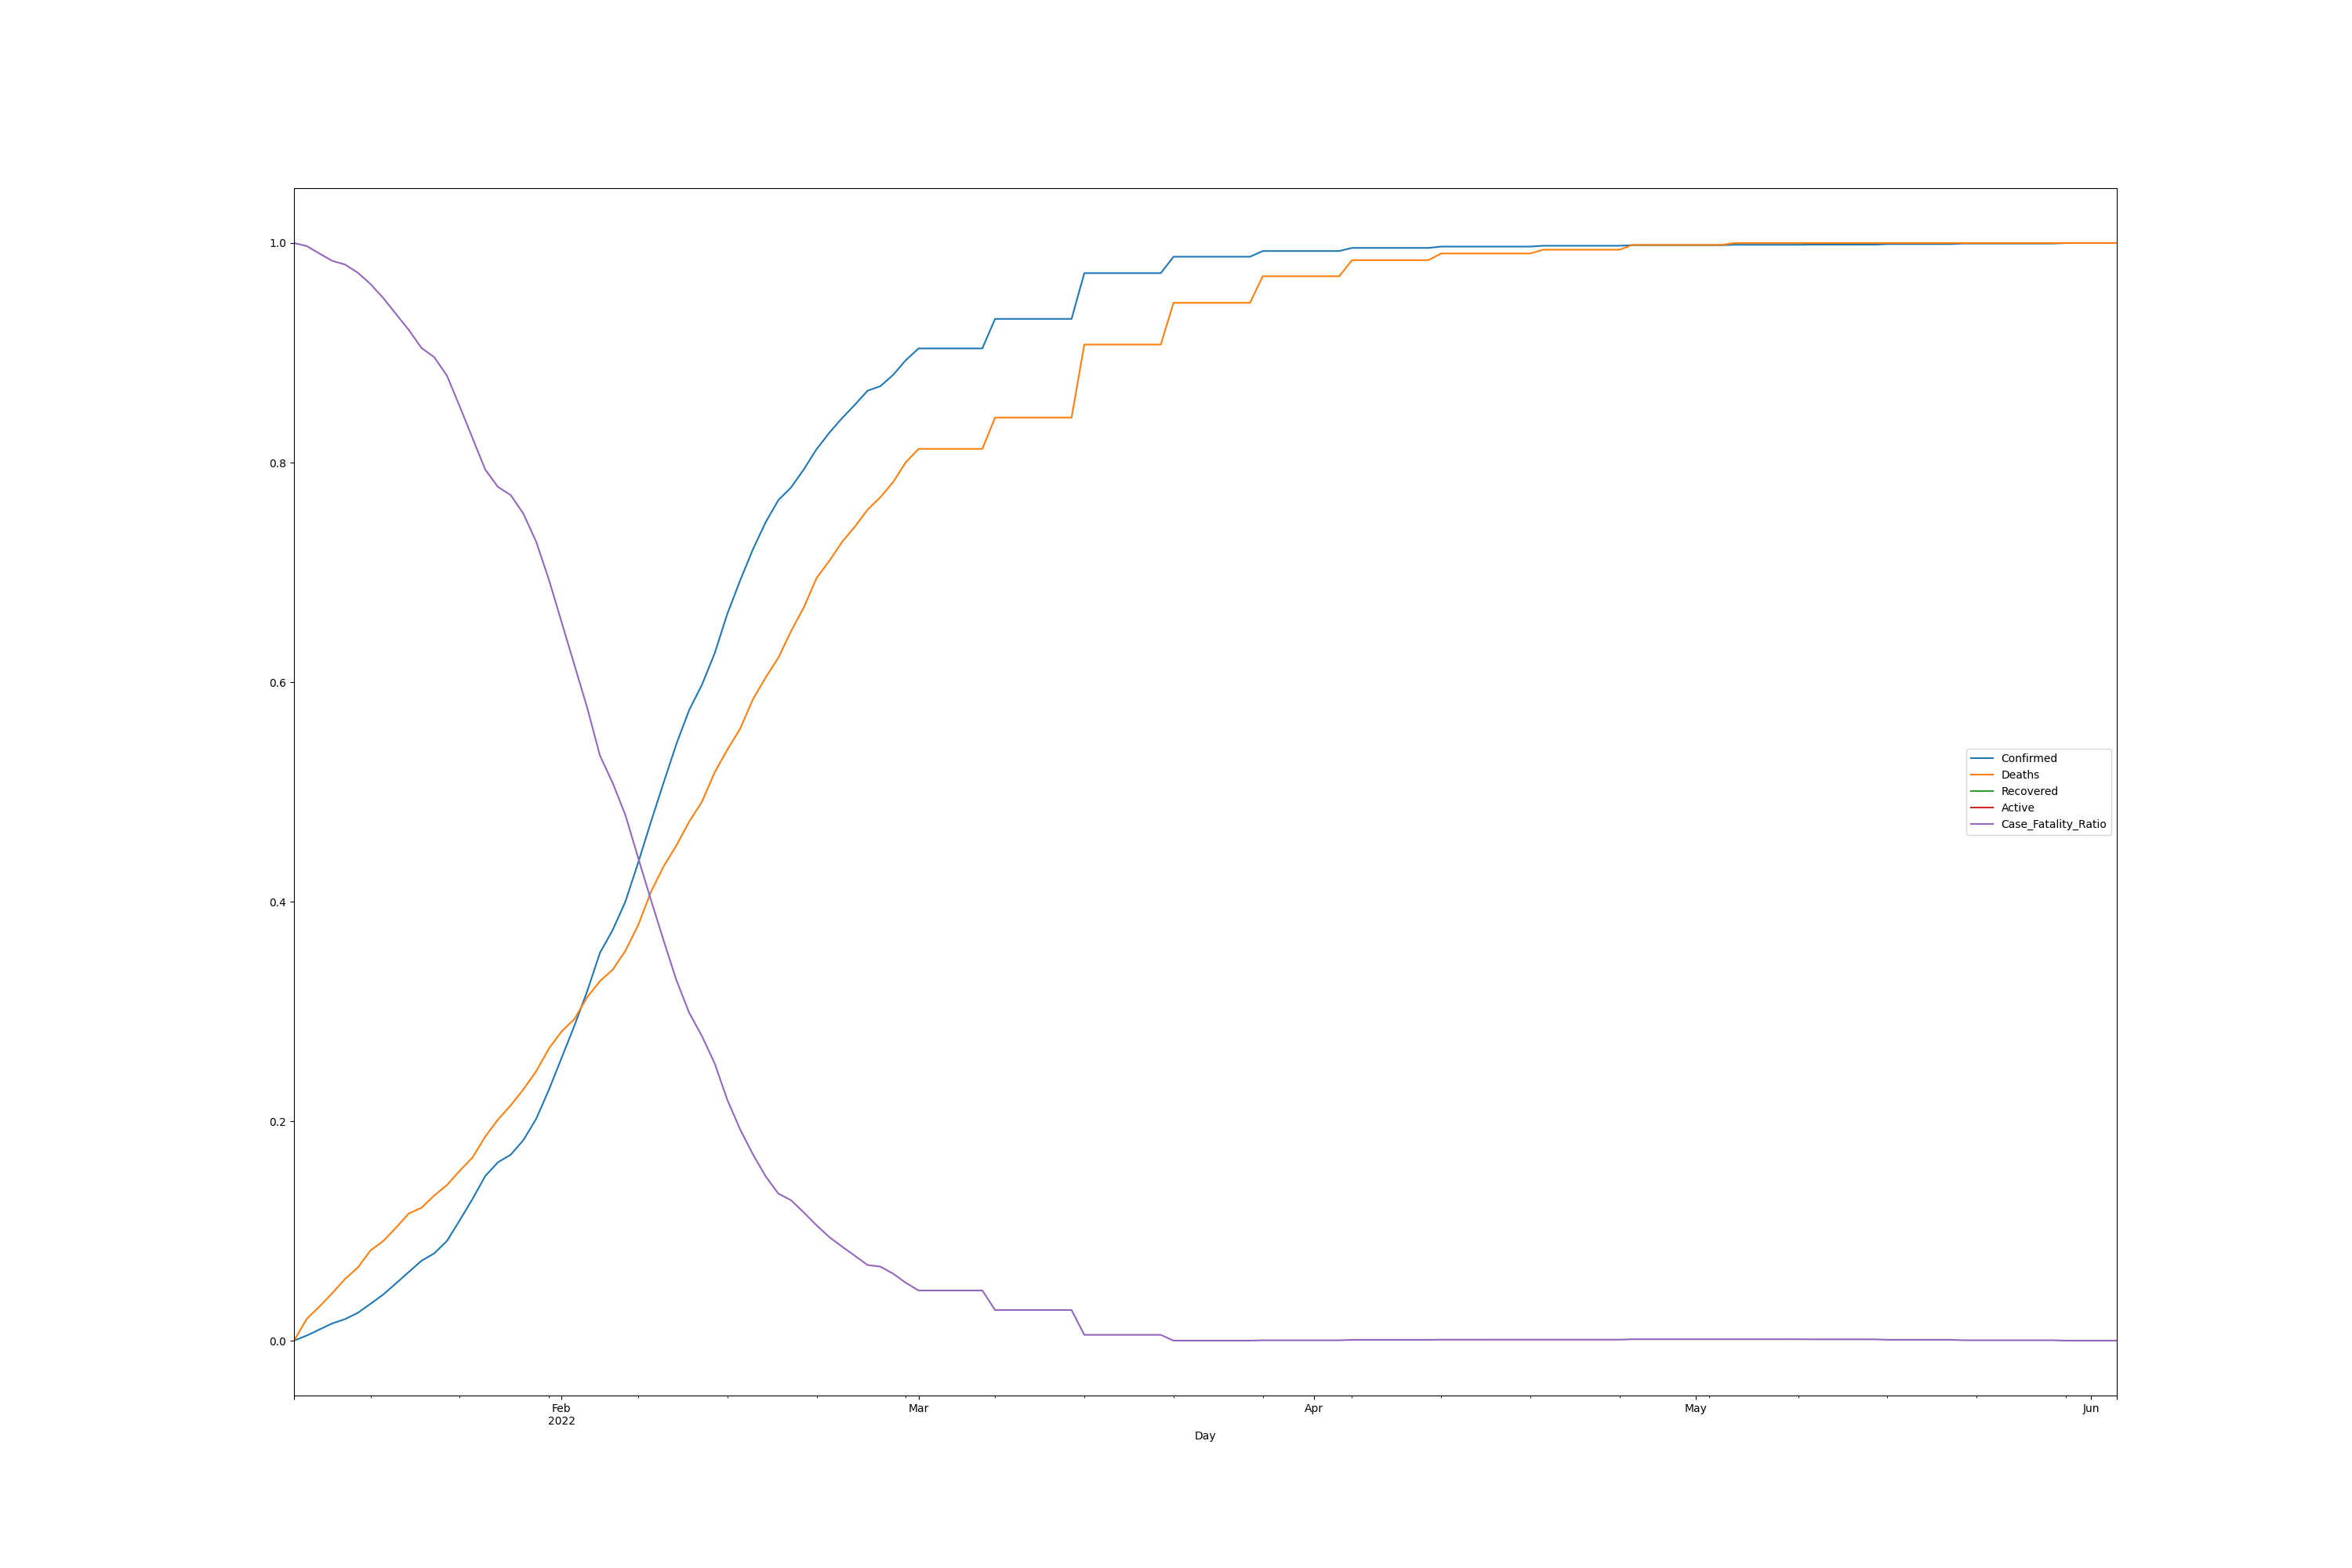 1.0
0.8
0.6
0.4
0.2
0.0
Confirmed
Deaths
Recovered
Active
Case_Fatality_Ratio
Feb Mar Apr May Jun
2022
Day